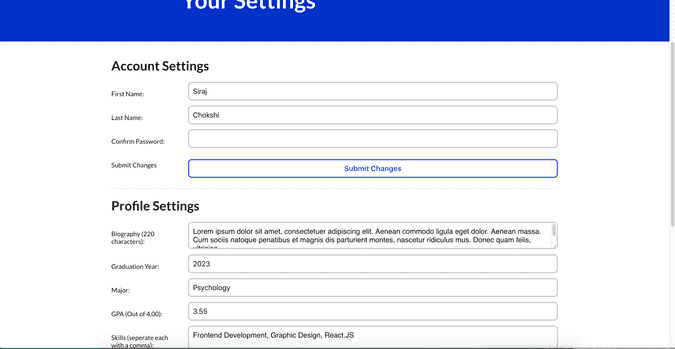 Your Settings
Account Settings
First Name:
Siraj
Last Name:
Chokshi
Confirm Password:
Submit Changes
Submit Changes
Profile Settings
Biography (220
characters):
Lorem ipsum dolor sit amet, consectetuer adipiscing elit. Aenean commodo ligula eget dolor. Aenean massa.
Cum sociis natoque penatibus et magnis dis parturient montes, nascetur ridiculus mus. Donec quam felis,
Graduation Year:
2023
Major:
Psychology
GPA (Out of 4.00):
3.55
Skills (seperate each
with a comma):
Frontend Development, Graphic Design, React.JS